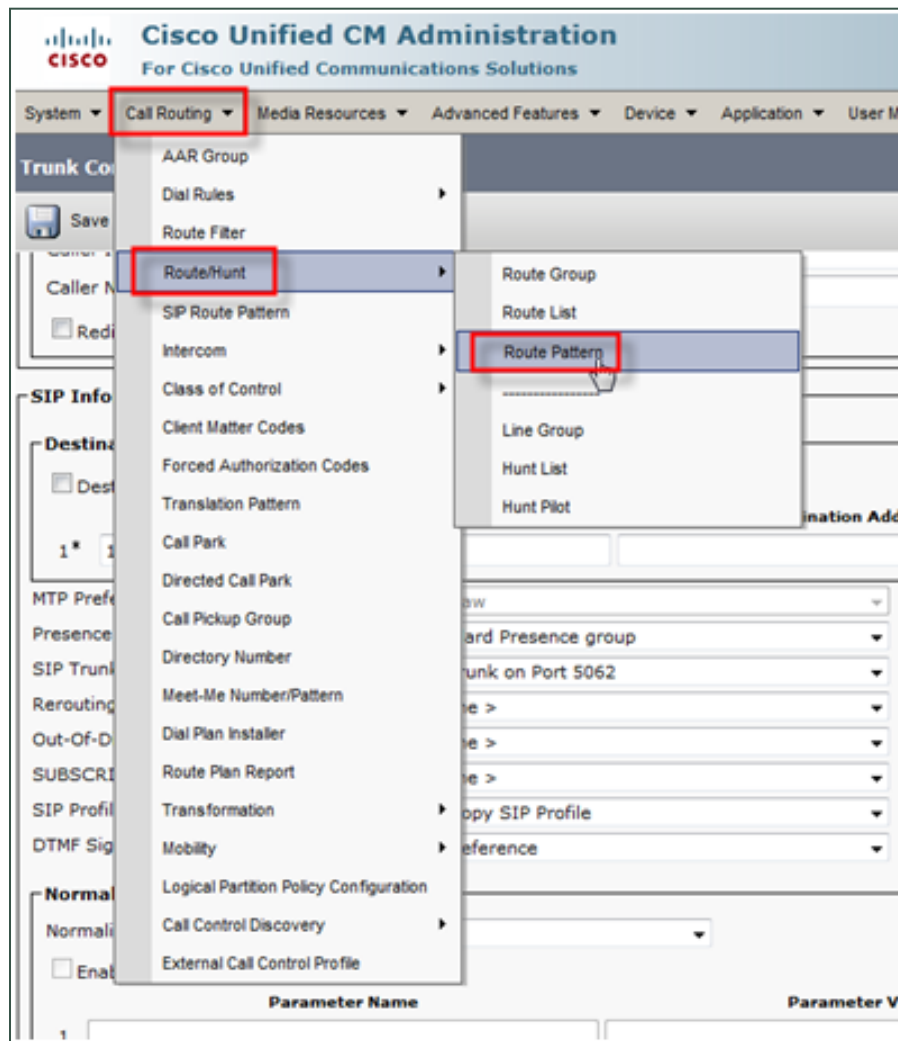 CISCO
Cisco Unified CM Administration
For Cisco Unified Communications Solutions
System Call Routing Media Resources Advanced Features Device Application User M
Trunk Co
Save
AAR Group
Dial Rules
Route Filter
Route/Hunt
SIP Route Pattern
Intercom
Class of Control
Client Matter Codes
Forced Authorization Codes
Translation Pattern
Call Park
Directed Call Park
Call Pickup Group
Directory Number
Meet-Me Number/Pattern
Dial Plan Installer
Route Plan Report
Transformation
Mobility
Logical Partition Policy Configuration
Call Control Discovery
External Call Control Profile
Route Group
Route List
Route Pattern
------------------
Line Group
Hunt List
Hunt Pilot
Caller N
Redi
SIP Info
Destina
Dest
ination Add
1* 1
MTP Prefe aw
Presence ard Presence group
SIP Trunk runk on Port 5062
Rerouting ne >
Out-Of-D ne >
SUBSCRI ne >
SIP Profil opy SIP Profile
DTMF Sig eference
Normal
Normali
Enab
Parameter Name Parameter V
1